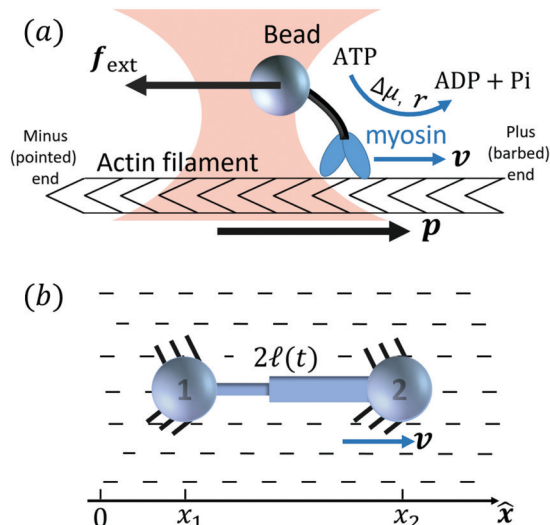 (a)
Bead
ATP
f_ext
Δμ, r
ADP + Pi
Minus
(pointed)
end
Actin filament
myosin
v
Plus
(barbed)
end
p
(b)
2ℓ(t)
1
2
v
0
x₁
x₂
x̂